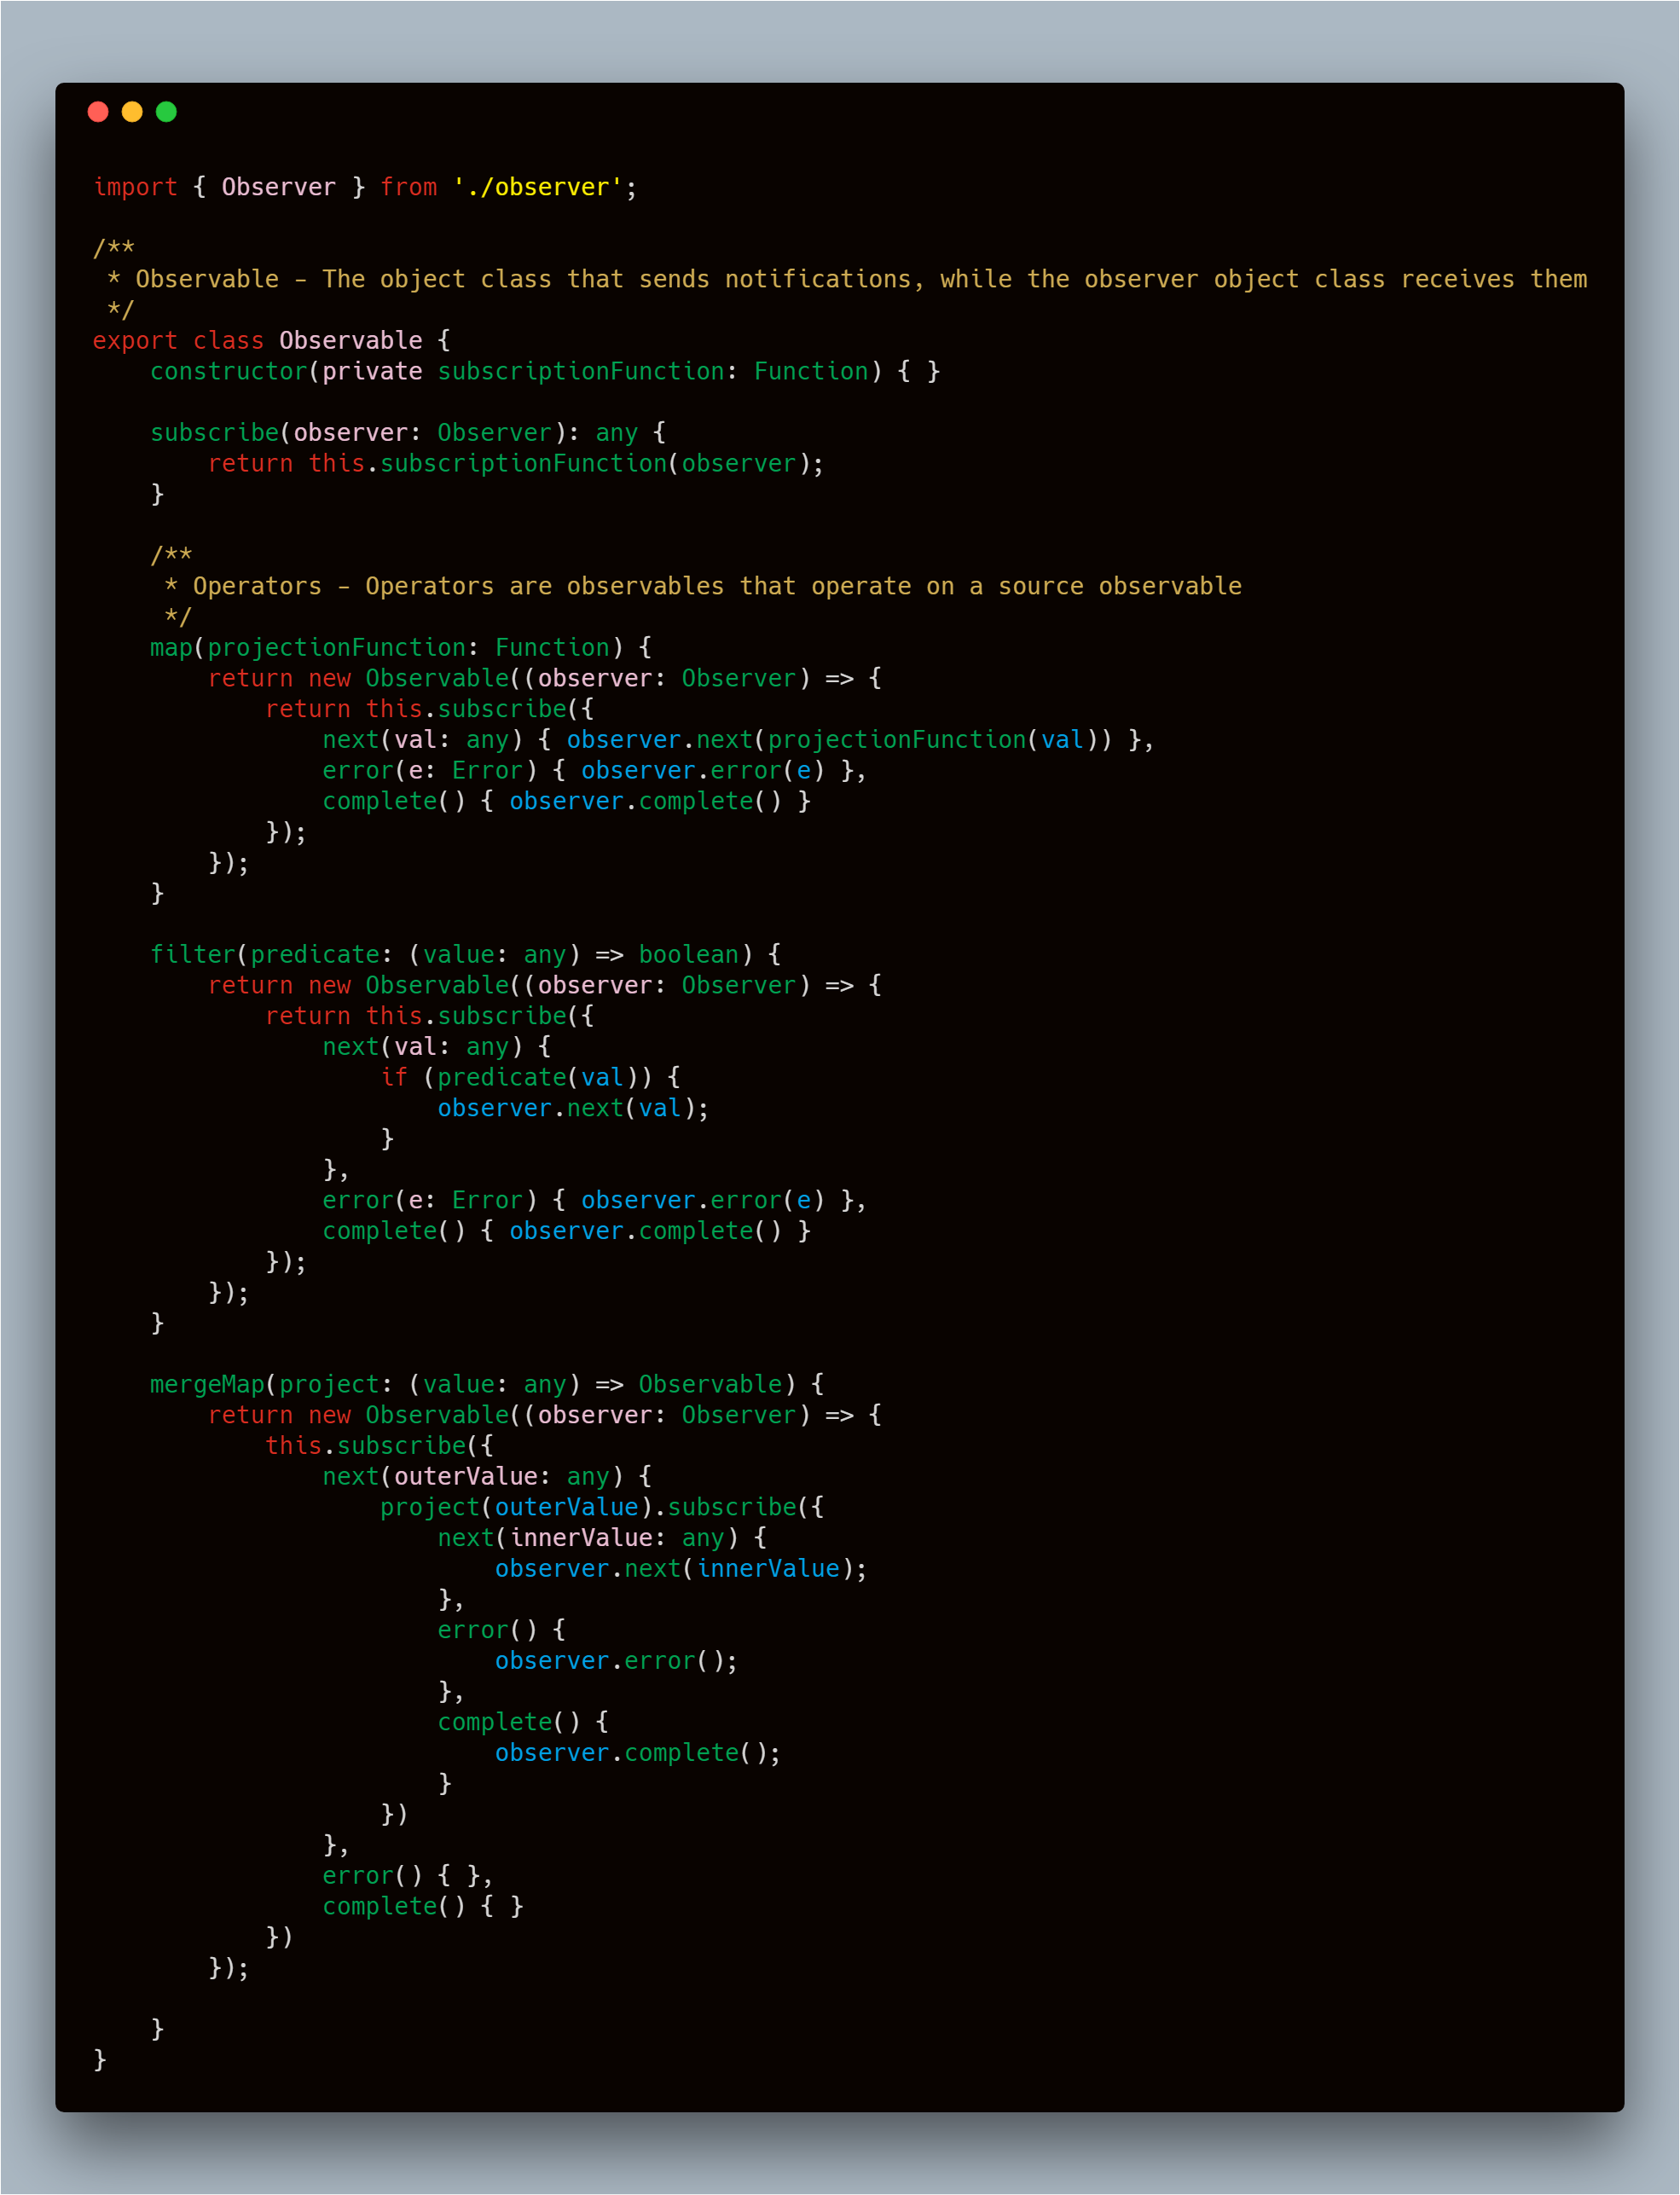 import { Observer } from './observer';

/**
 * Observable - The object class that sends notifications, while the observer object class receives them
 */
export class Observable {
    constructor(private subscriptionFunction: Function) { }

    subscribe(observer: Observer): any {
        return this.subscriptionFunction(observer);
    }

    /**
     * Operators - Operators are observables that operate on a source observable
     */
    map(projectionFunction: Function) {
        return new Observable((observer: Observer) => {
            return this.subscribe({
                next(val: any) { observer.next(projectionFunction(val)) },
                error(e: Error) { observer.error(e) },
                complete() { observer.complete() }
            });
        });
    }

    filter(predicate: (value: any) => boolean) {
        return new Observable((observer: Observer) => {
            return this.subscribe({
                next(val: any) {
                    if (predicate(val)) {
                        observer.next(val);
                    }
                },
                error(e: Error) { observer.error(e) },
                complete() { observer.complete() }
            });
        });
    }

    mergeMap(project: (value: any) => Observable) {
        return new Observable((observer: Observer) => {
            this.subscribe({
                next(outerValue: any) {
                    project(outerValue).subscribe({
                        next(innerValue: any) {
                            observer.next(innerValue);
                        },
                        error() {
                            observer.error();
                        },
                        complete() {
                            observer.complete();
                        }
                    })
                },
                error() { },
                complete() { }
            })
        });

    }
}